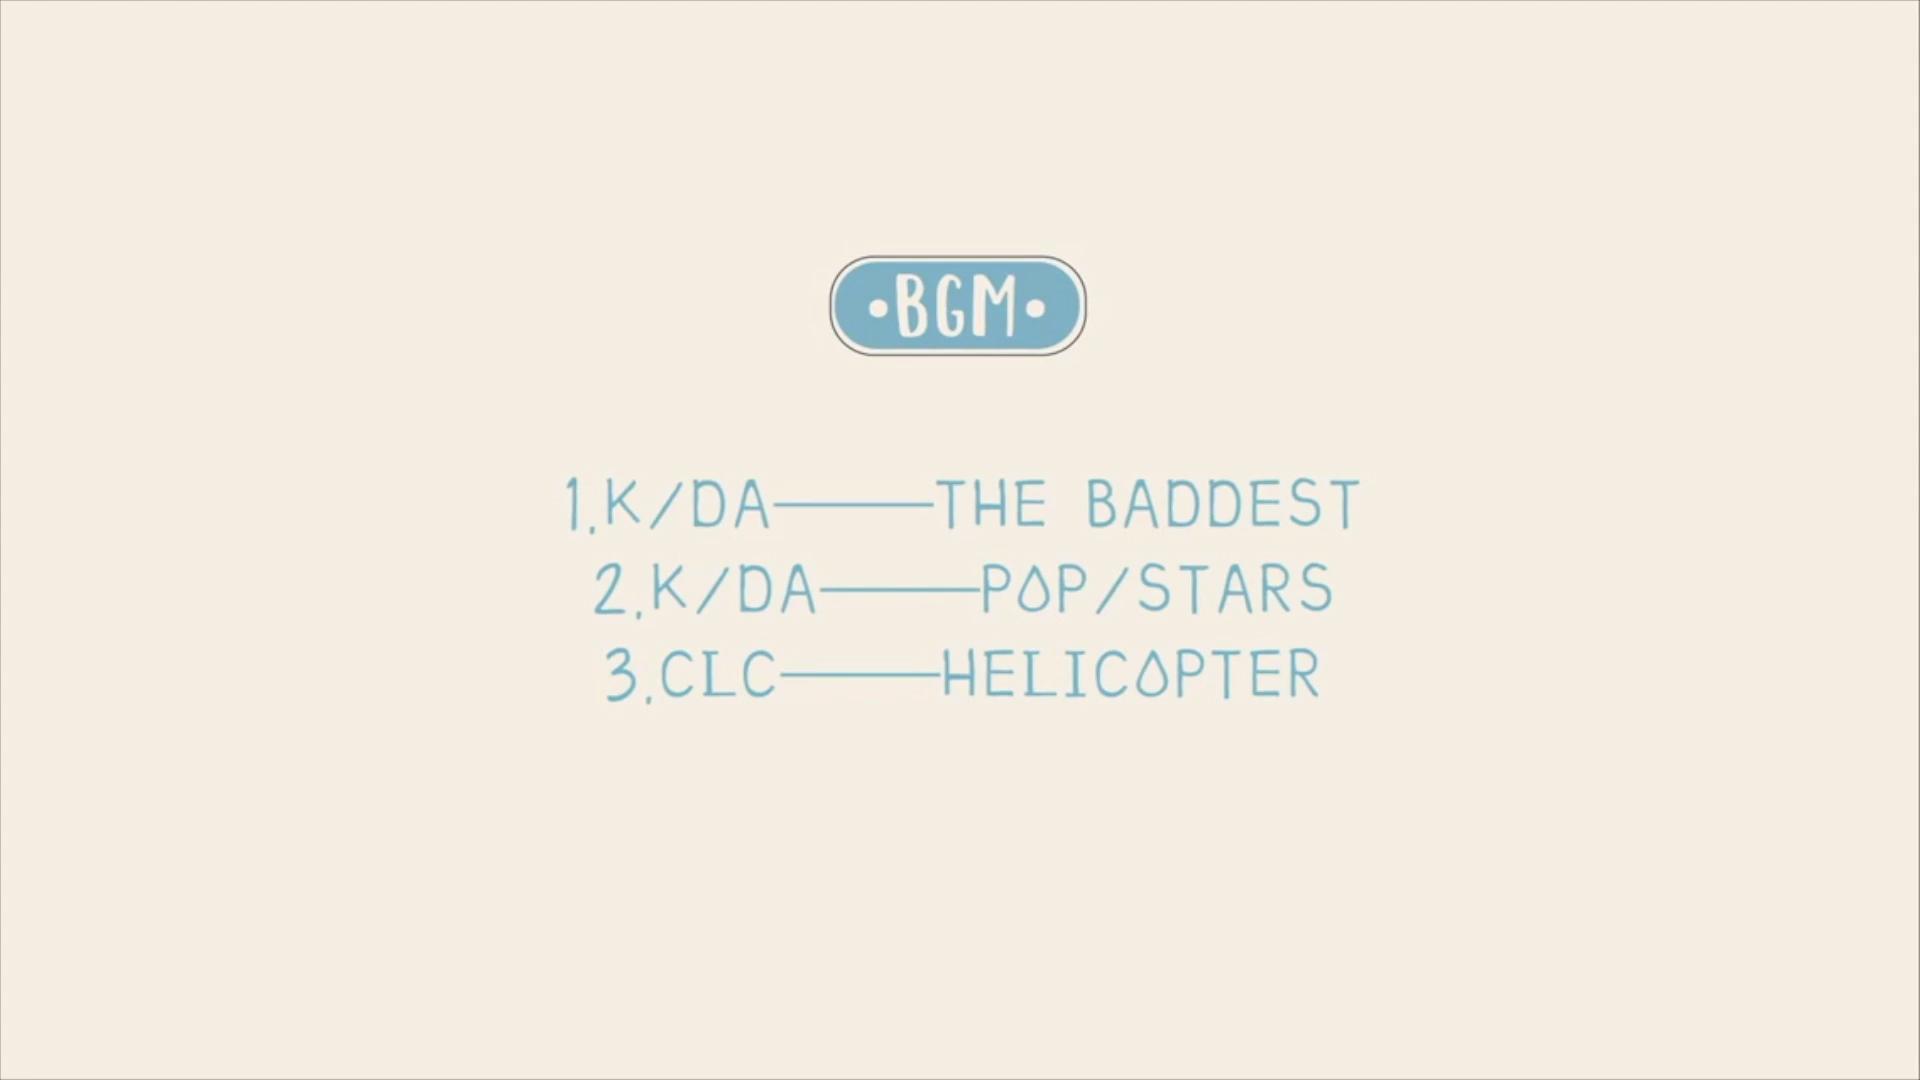 •BGM•
1.K/DA——THE BADDEST
2.K/DA——POP/STARS
3.CLC——HELICOPTER